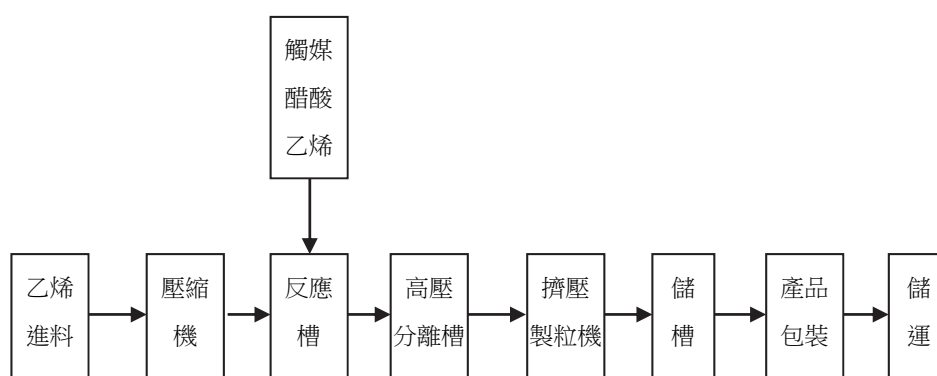 觸媒
醋酸
乙烯
乙烯
進料
壓縮
機
反應
槽
高壓
分離槽
擠壓
製粒機
儲
槽
產品
包裝
儲
運